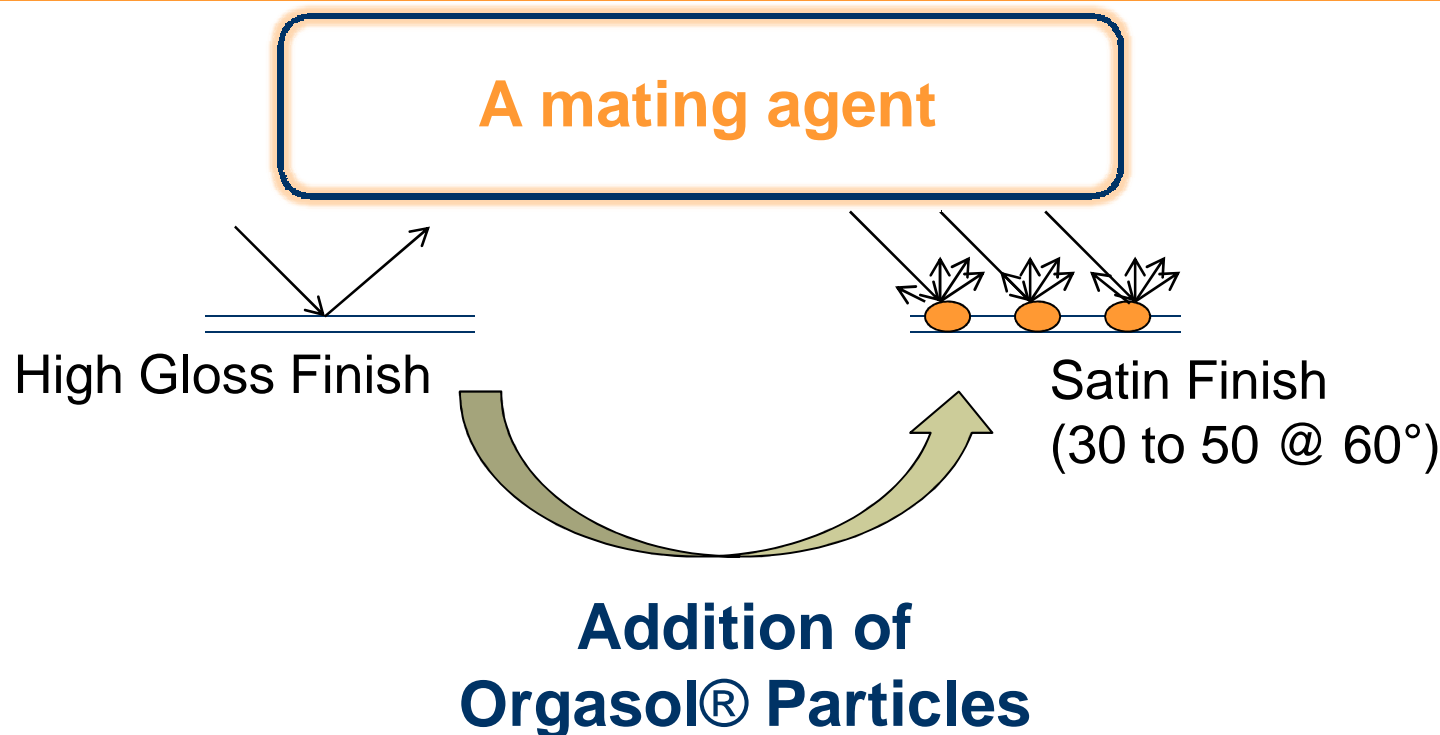 A mating agent
High Gloss Finish
Satin Finish
(30 to 50 @ 60°)
Addition of
Orgasol® Particles